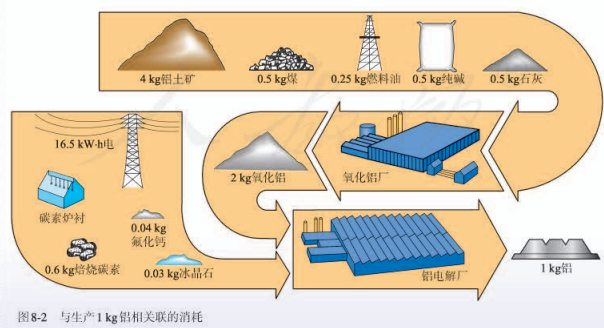 4 kg铝土矿
0.5 kg煤
0.25 kg燃料油
0.5 kg纯碱
0.5 kg石灰
16.5 kW·h电
2 kg氧化铝
氧化铝厂
碳素炉衬
0.04 kg
氟化钙
0.6 kg焙烧碳素
0.03 kg冰晶石
铝电解厂
1 kg铝
图8-2 与生产1 kg铝相关联的消耗